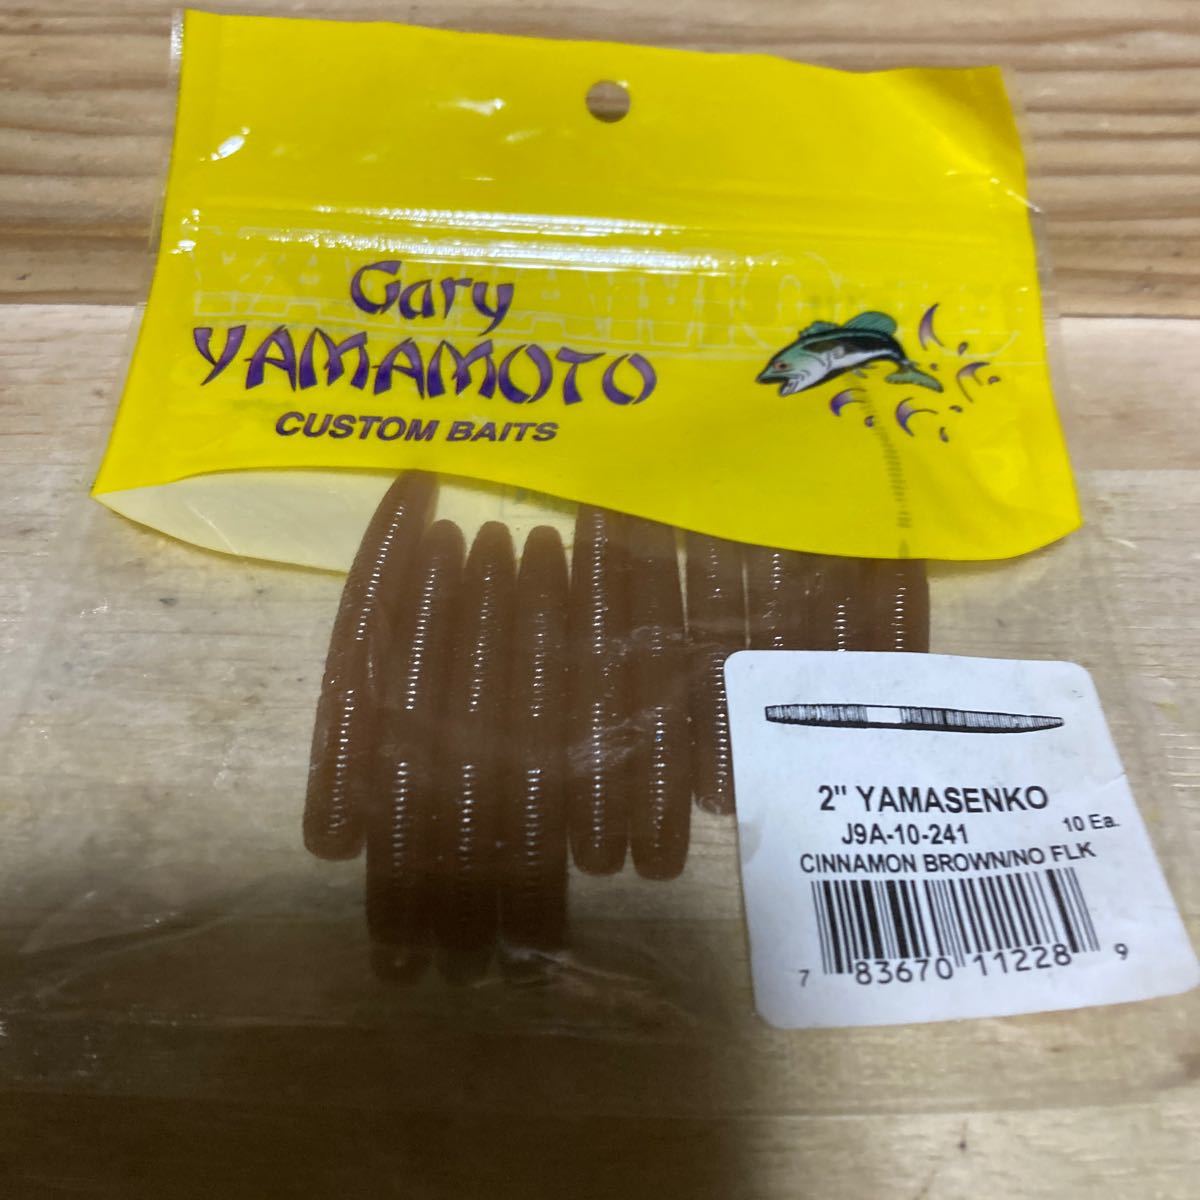 Gary
YAMAMOTO
CUSTOM BAITS
2" YAMASENKO
J9A-10-241 10 Ea.
CINNAMON BROWN/NO FLK
7 83670 11228 9